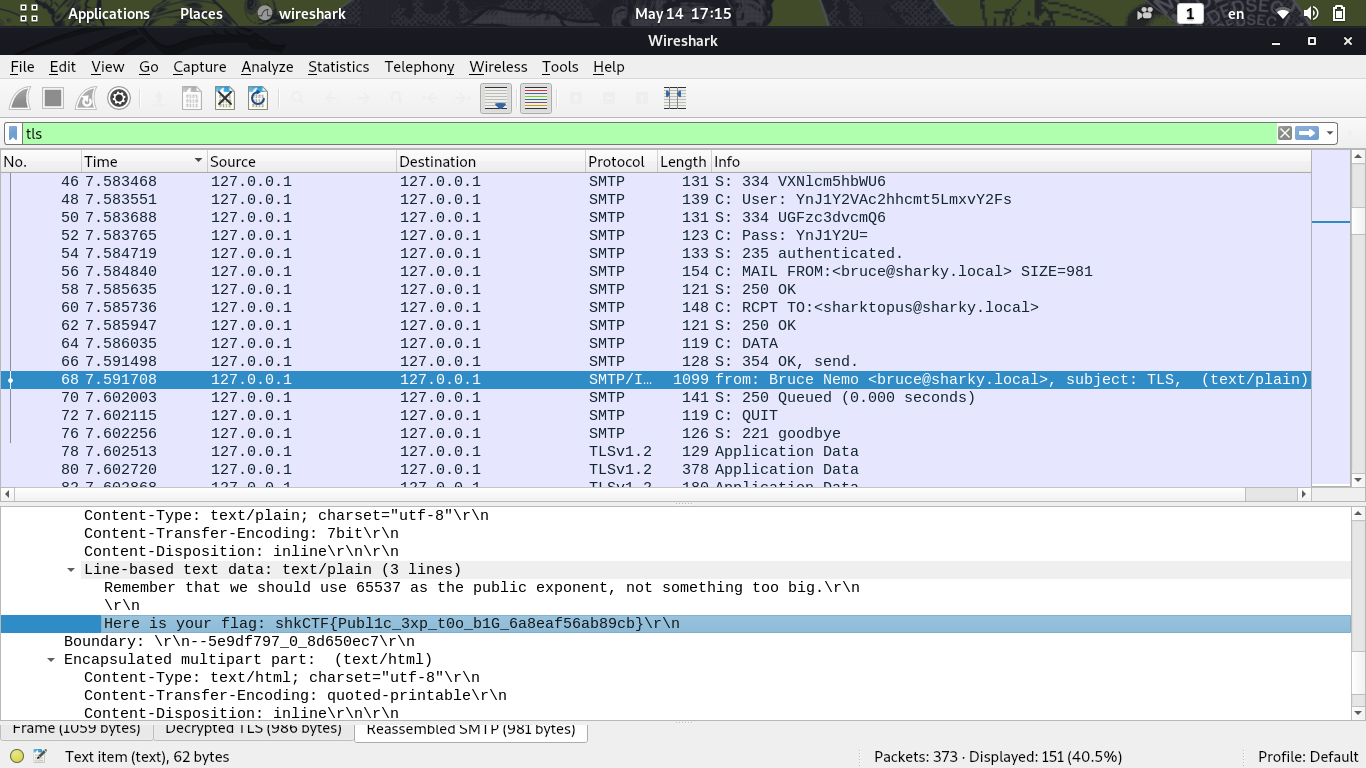 Applications Places wireshark May 14 17:15 1 en
Wireshark
File Edit View Go Capture Analyze Statistics Telephony Wireless Tools Help
tls
No. Time Source Destination Protocol Length Info
46 7.583468 127.0.0.1 127.0.0.1 SMTP 131 S: 334 VXNlcm5hbWU6
48 7.583551 127.0.0.1 127.0.0.1 SMTP 139 C: User: YnJ1Y2VAc2hhcmt5LmxvY2Fs
50 7.583688 127.0.0.1 127.0.0.1 SMTP 131 S: 334 UGFzc3dvcmQ6
52 7.583765 127.0.0.1 127.0.0.1 SMTP 123 C: Pass: YnJ1Y2U=
54 7.584719 127.0.0.1 127.0.0.1 SMTP 133 S: 235 authenticated.
56 7.584840 127.0.0.1 127.0.0.1 SMTP 154 C: MAIL FROM:<bruce@sharky.local> SIZE=981
58 7.585635 127.0.0.1 127.0.0.1 SMTP 121 S: 250 OK
60 7.585736 127.0.0.1 127.0.0.1 SMTP 148 C: RCPT TO:<sharktopus@sharky.local>
62 7.585947 127.0.0.1 127.0.0.1 SMTP 121 S: 250 OK
64 7.586035 127.0.0.1 127.0.0.1 SMTP 119 C: DATA
66 7.591498 127.0.0.1 127.0.0.1 SMTP 128 S: 354 OK, send.
68 7.591708 127.0.0.1 127.0.0.1 SMTP/I… 1099 from: Bruce Nemo <bruce@sharky.local>, subject: TLS, (text/plain)
70 7.602003 127.0.0.1 127.0.0.1 SMTP 141 S: 250 Queued (0.000 seconds)
72 7.602115 127.0.0.1 127.0.0.1 SMTP 119 C: QUIT
76 7.602256 127.0.0.1 127.0.0.1 SMTP 126 S: 221 goodbye
78 7.602513 127.0.0.1 127.0.0.1 TLSv1.2 129 Application Data
80 7.602720 127.0.0.1 127.0.0.1 TLSv1.2 378 Application Data
82 7.602868 127.0.0.1 127.0.0.1 TLSv1.2 180 Application Data
Content-Type: text/plain; charset="utf-8"\r\n
Content-Transfer-Encoding: 7bit\r\n
Content-Disposition: inline\r\n\r\n
Line-based text data: text/plain (3 lines)
Remember that we should use 65537 as the public exponent, not something too big.\r\n
\r\n
Here is your flag: shkCTF{Publ1c_3xp_t0o_b1G_6a8eaf56ab89cb}\r\n
Boundary: \r\n--5e9df797_0_8d650ec7\r\n
Encapsulated multipart part: (text/html)
Content-Type: text/html; charset="utf-8"\r\n
Content-Transfer-Encoding: quoted-printable\r\n
Content-Disposition: inline\r\n\r\n
Frame (1059 bytes) Decrypted TLS (986 bytes) Reassembled SMTP (981 bytes)
Text item (text), 62 bytes Packets: 373 · Displayed: 151 (40.5%) Profile: Default